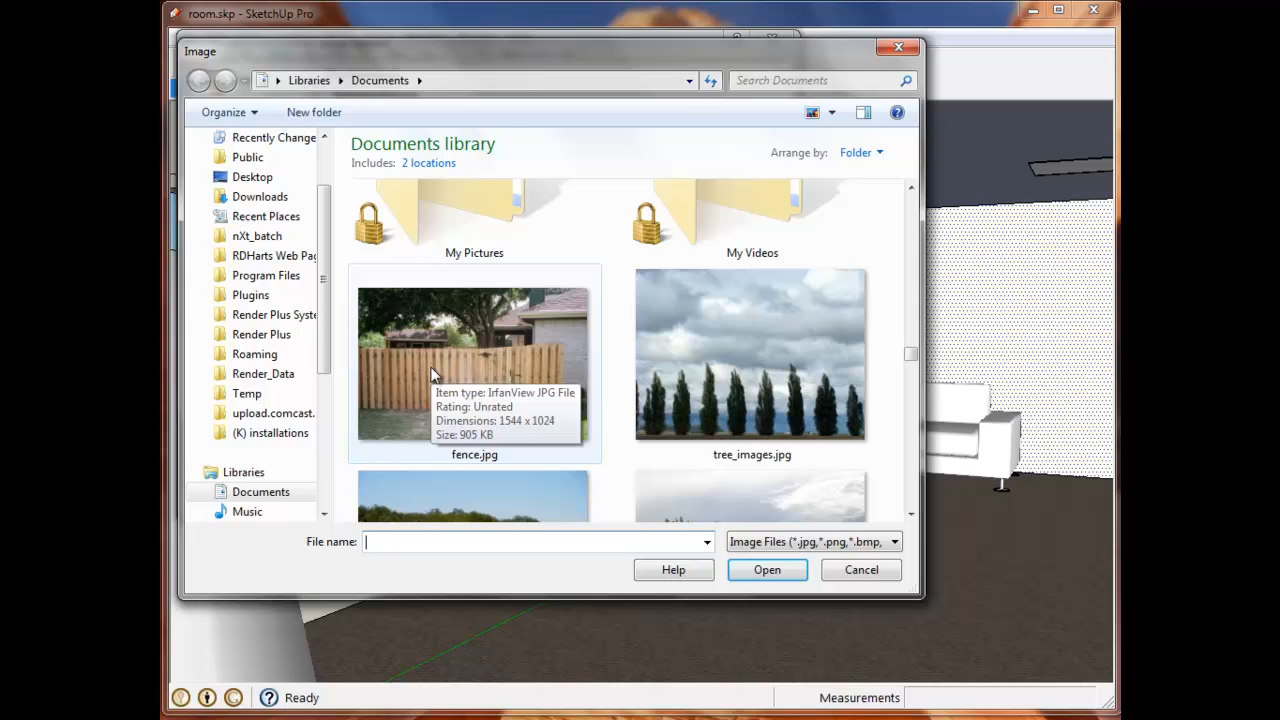 room.skp - SketchUp Pro
Image
Libraries
Documents
Search Documents
Organize
New folder
Recently Change
Public
Desktop
Downloads
Recent Places
nXt_batch
RDHarts Web Pag
Program Files
Plugins
Render Plus Syste
Render Plus
Roaming
Render_Data
Temp
upload.comcast.
(K) installations
Libraries
Documents
Music
Documents library
Includes: 2 locations
Arrange by: Folder
My Pictures
My Videos
Item type: IrfanView JPG File
Rating: Unrated
Dimensions: 1544 x 1024
Size: 905 KB
fence.jpg
tree_images.jpg
File name:
Image Files (*.jpg,*.png,*.bmp,
Help
Open
Cancel
Ready
Measurements